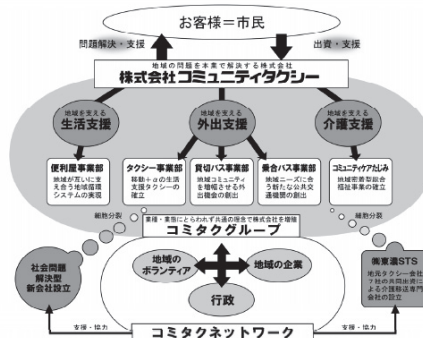 お客様＝市民
問題解決・支援
出資・支援
地域の問題を本業で解決する株式会社
株式会社コミュニティタクシー
地域を支える
生活支援
地域を支える
外出支援
地域を支える
介護支援
便利屋事業部
地域が互いに支
え合う地域循環
システムの実現
タクシー事業部
移動＋αの生活
支援タクシーの
確立
貸切バス事業部
地域コミュニティ
を増幅させる外
出機会の創出
乗合バス事業部
地域ニーズに合
う新たな公共交
通機関の創出
コミュニティケアたじみ
地域密着型総合
福祉事業の確立
細胞分裂
細胞分裂
業種・業態にとらわれず共通の理念で株式会社を増殖
コミタクグループ
社会問題
解決型
新会社設立
地域の
ボランティア
地域の企業
行政
㈱東濃STS
地元タクシー会社
7社の共同出資に
よる介護移送専門
会社の設立
支援・協力
支援・協力
コミタクネットワーク